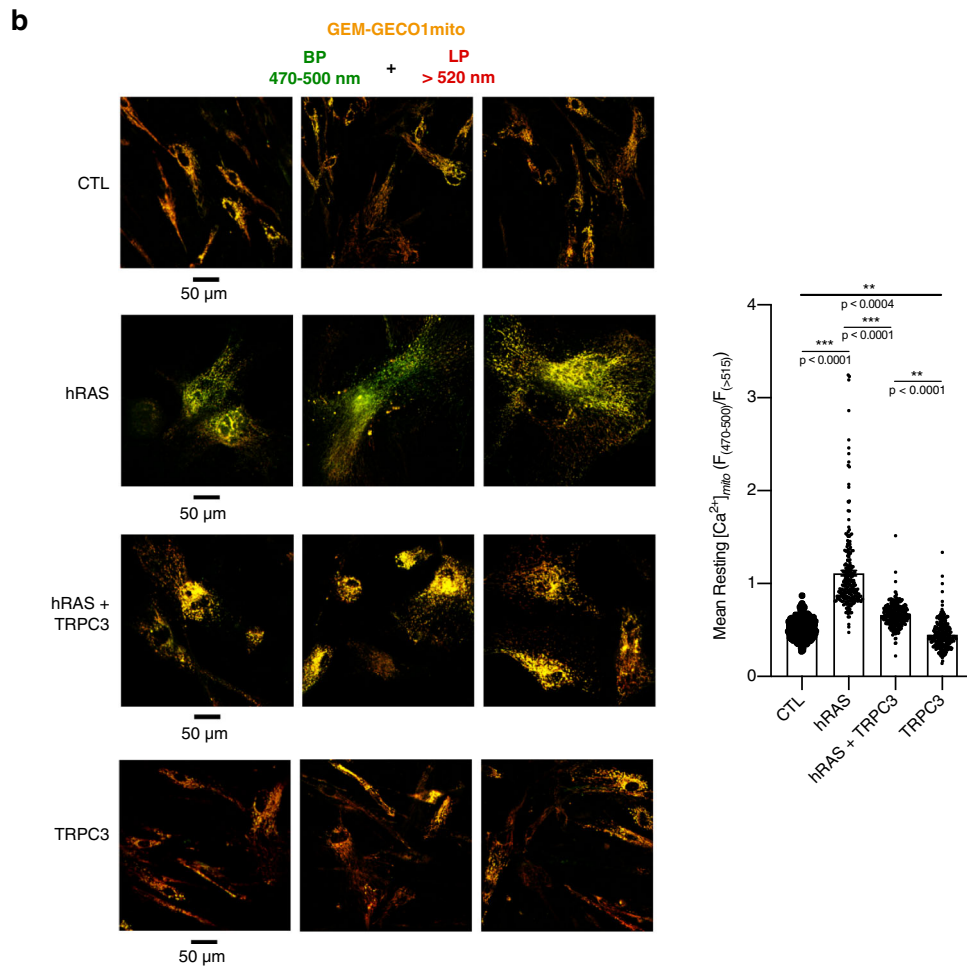 b
GEM-GECO1mito
BP
470-500 nm
+
LP
> 520 nm
CTL
50 µm
hRAS
50 µm
hRAS +
TRPC3
50 µm
TRPC3
50 µm
Mean Resting [Ca²⁺]mito (F(470-500)/F(>515))
4
3
2
1
0
**
p < 0.0004
***
p < 0.0001
***
p < 0.0001
**
p < 0.0001
CTL
hRAS
hRAS + TRPC3
TRPC3